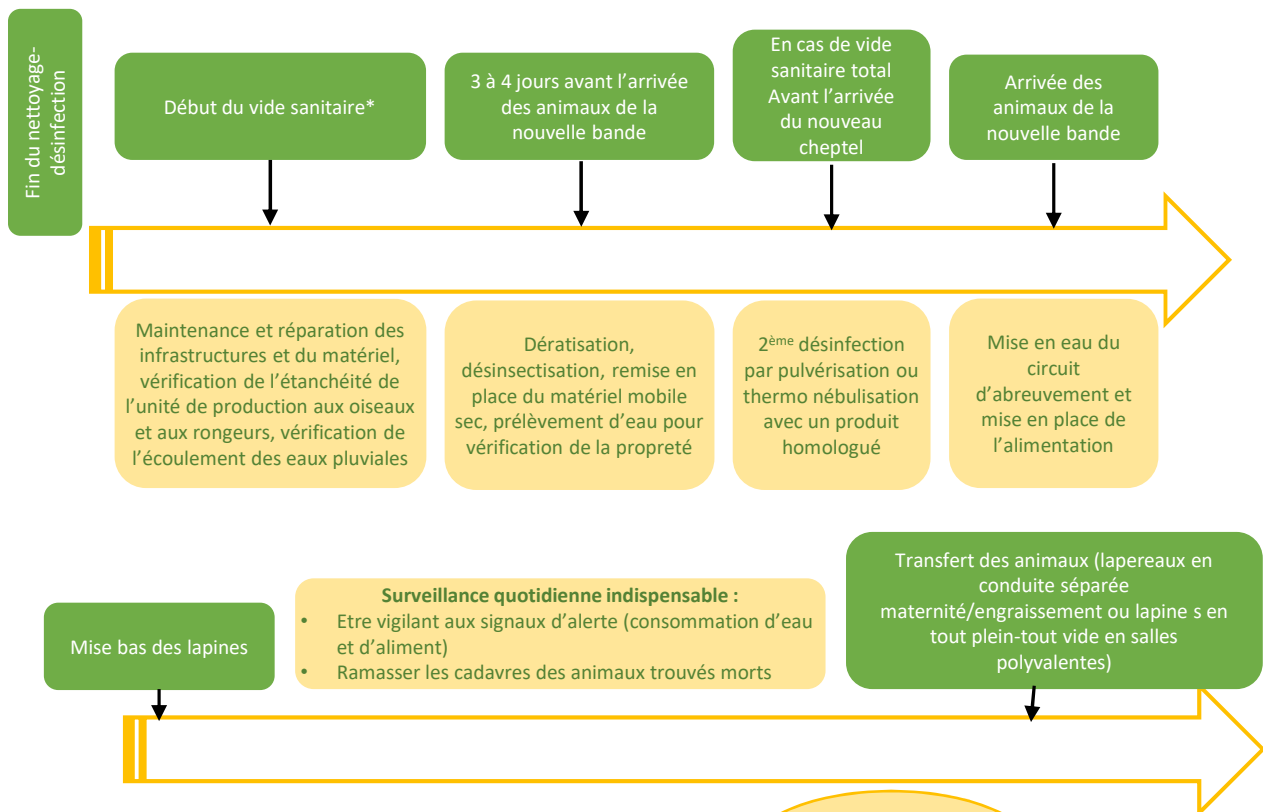 Fin du nettoyage-
désinfection
Début du vide sanitaire*
3 à 4 jours avant l'arrivée
des animaux de la
nouvelle bande
En cas de vide
sanitaire total
Avant l'arrivée
du nouveau
cheptel
Arrivée des
animaux de la
nouvelle bande
Maintenance et réparation des
infrastructures et du matériel,
vérification de l'étanchéité de
l'unité de production aux oiseaux
et aux rongeurs, vérification de
l'écoulement des eaux pluviales
Dératisation,
désinsectisation, remise en
place du matériel mobile
sec, prélèvement d'eau pour
vérification de la propreté
2ème désinfection
par pulvérisation ou
thermo nébulisation
avec un produit
homologué
Mise en eau du
circuit
d'abreuvement et
mise en place de
l'alimentation
Mise bas des lapines
Surveillance quotidienne indispensable :
• Etre vigilant aux signaux d'alerte (consommation d'eau
et d'aliment)
• Ramasser les cadavres des animaux trouvés morts
Transfert des animaux (lapereaux en
conduite séparée
maternité/engraissement ou lapine s en
tout plein-tout vide en salles
polyvalentes)